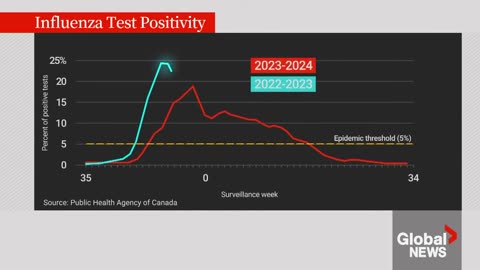 Influenza Test Positivity
25%
20
15
10
5
0
Percent of positive tests
2023-2024
2022-2023
Epidemic threshold (5%)
35
0
34
Surveillance week
Source: Public Health Agency of Canada
Global
NEWS